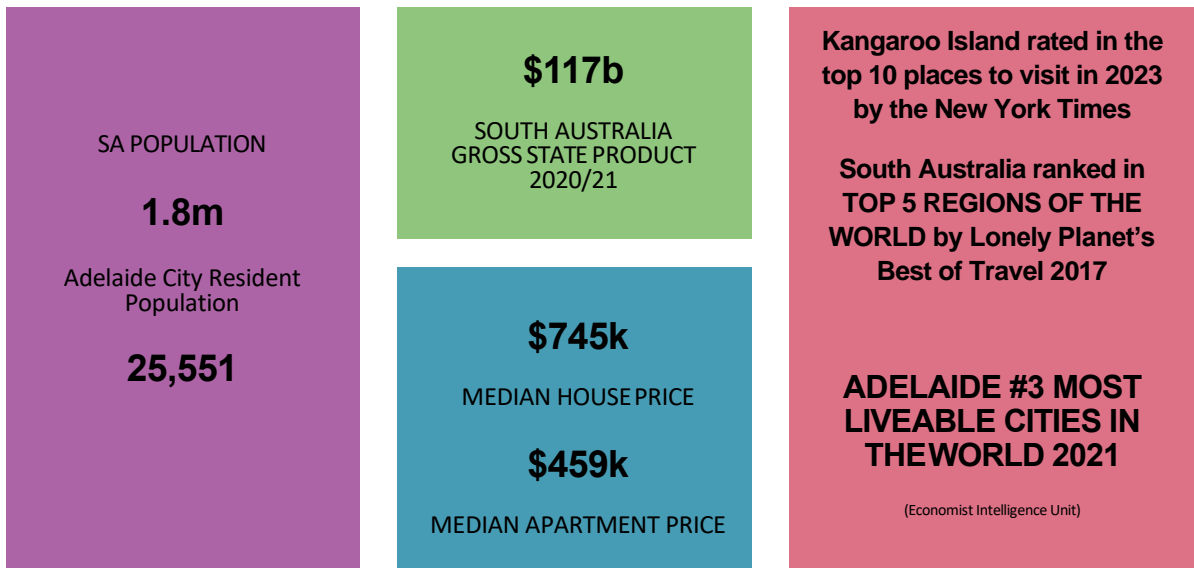 SA POPULATION
1.8m
Adelaide City Resident
Population
25,551
$117b
SOUTH AUSTRALIA
GROSS STATE PRODUCT
2020/21
$745k
MEDIAN HOUSE PRICE
$459k
MEDIAN APARTMENT PRICE
Kangaroo Island rated in the
top 10 places to visit in 2023
by the New York Times
South Australia ranked in
TOP 5 REGIONS OF THE
WORLD by Lonely Planet’s
Best of Travel 2017
ADELAIDE #3 MOST
LIVEABLE CITIES IN
THEWORLD 2021
(Economist Intelligence Unit)